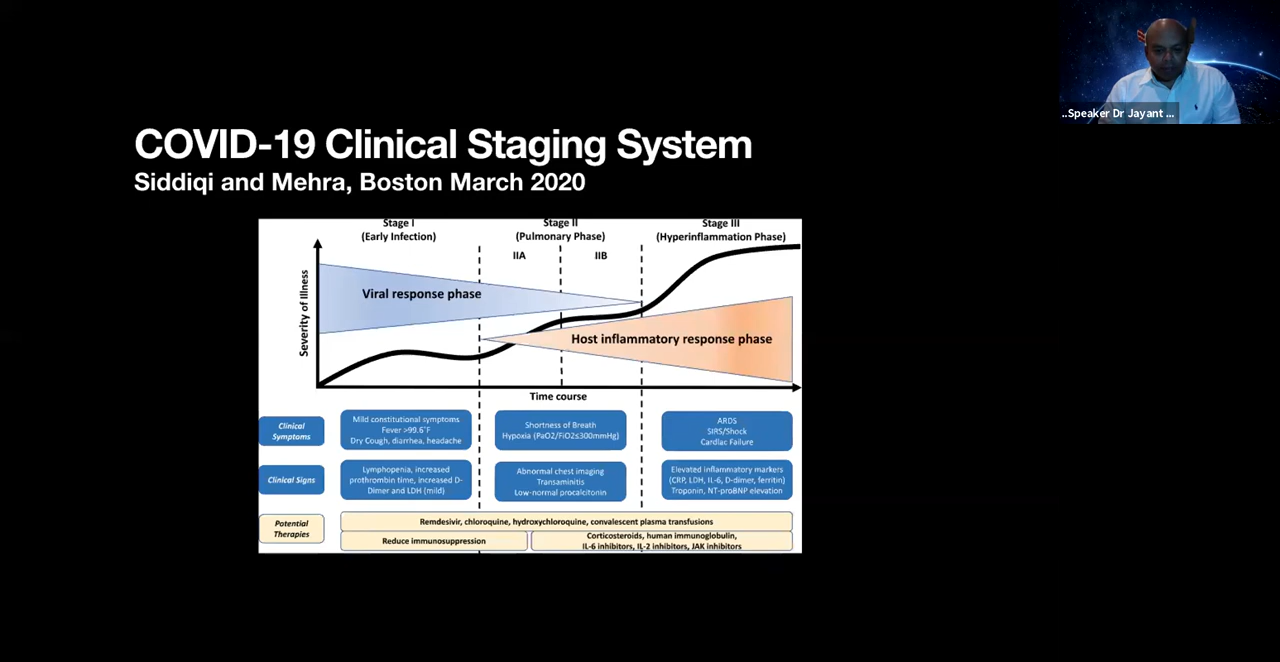 COVID-19 Clinical Staging System
Siddiqi and Mehra, Boston March 2020
..Speaker Dr Jayant ...
Stage I
(Early Infection)
Stage II
(Pulmonary Phase)
Stage III
(Hyperinflammation Phase)
IIA
IIB
Severity of Illness
Viral response phase
Host inflammatory response phase
Time course
Clinical
Symptoms
Mild constitutional symptoms
Fever >99.6°F
Dry Cough, diarrhea, headache
Shortness of Breath
Hypoxia (PaO2/FiO2≤300mmHg)
ARDS
SIRS/Shock
Cardiac Failure
Clinical Signs
Lymphopenia, increased
prothrombin time, increased D-
Dimer and LDH (mild)
Abnormal chest imaging
Transaminitis
Low-normal procalcitonin
Elevated inflammatory markers
(CRP, LDH, IL-6, D-dimer, ferritin)
Troponin, NT-proBNP elevation
Potential
Therapies
Remdesivir, chloroquine, hydroxychloroquine, convalescent plasma transfusions
Reduce immunosuppression
Corticosteroids, human immunoglobulin,
IL-6 inhibitors, IL-2 inhibitors, JAK inhibitors